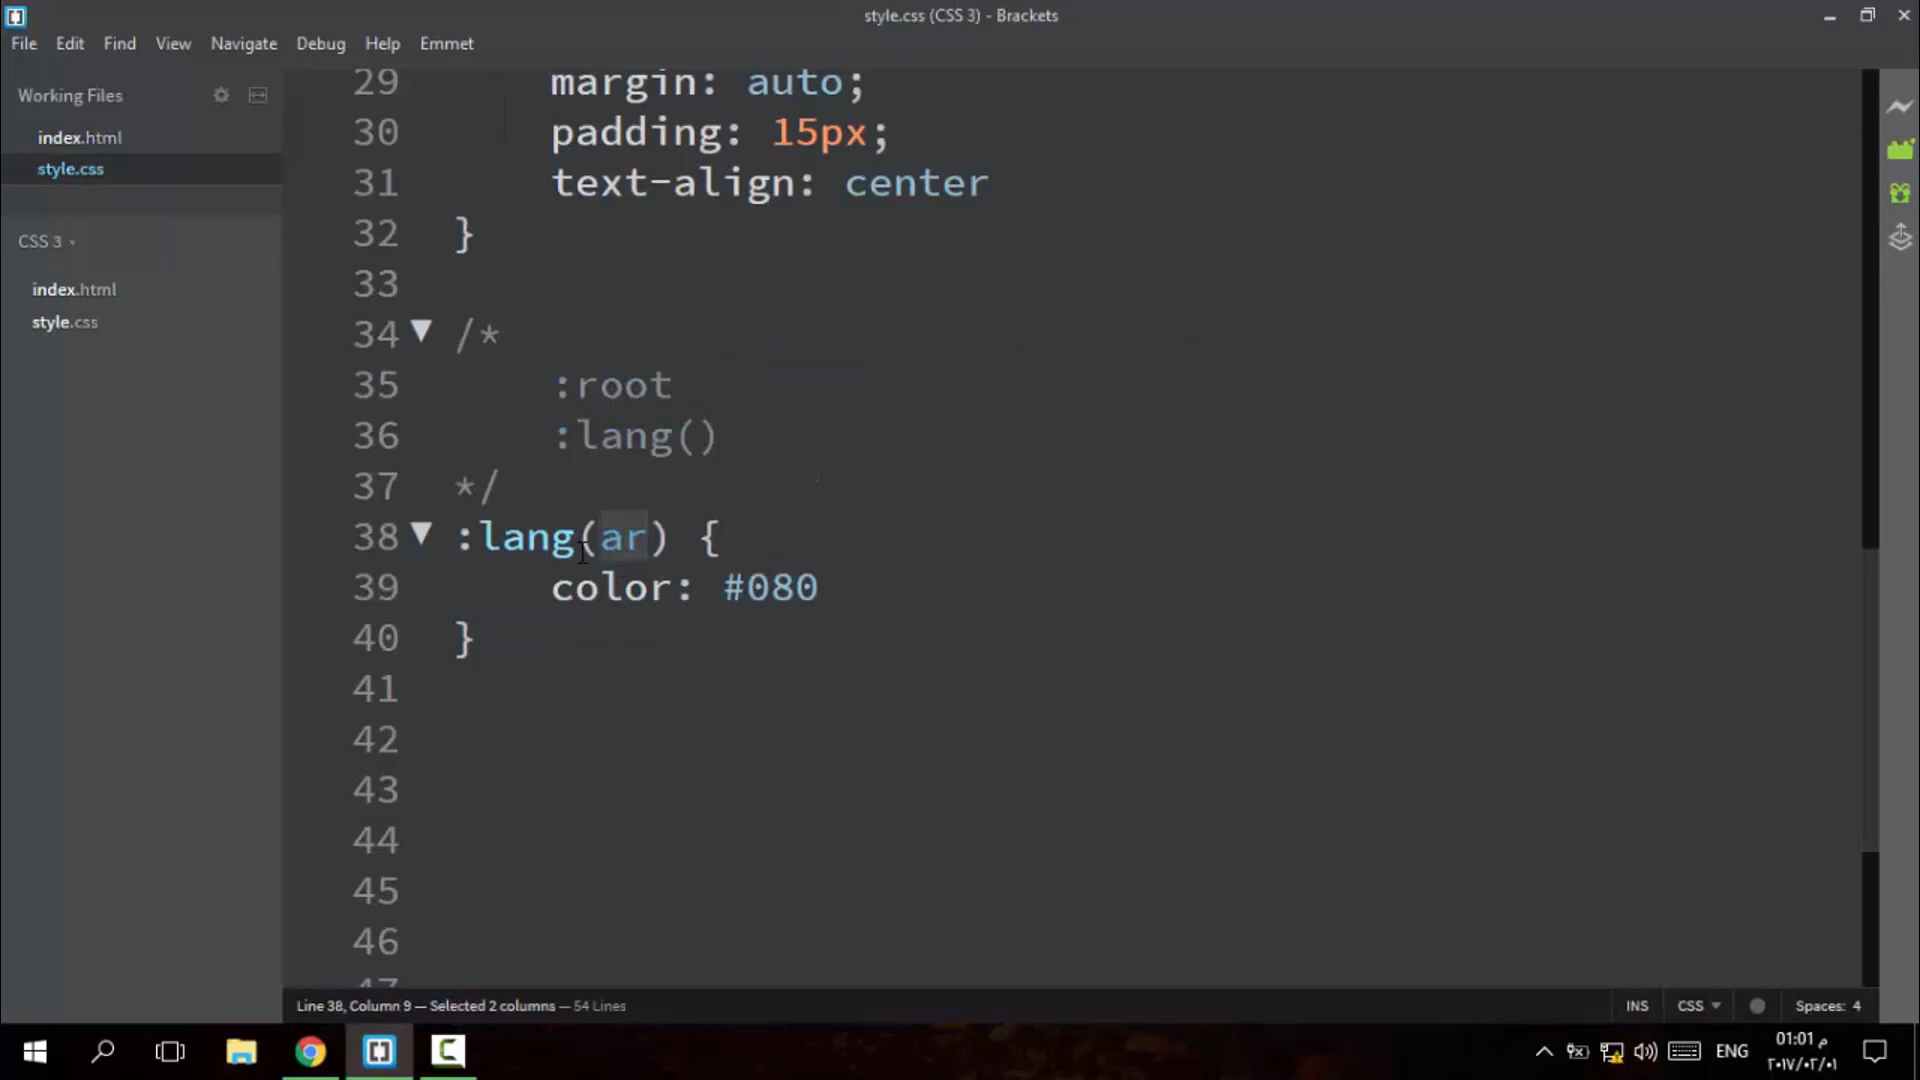 style.css (CSS 3) - Brackets
File Edit Find View Navigate Debug Help Emmet
Working Files
index.html
style.css
CSS 3
index.html
style.css
29 margin: auto;
30 padding: 15px;
31 text-align: center
32 }
33
34 /*
35 :root
36 :lang()
37 */
38 :lang(ar) {
39 color: #080
40 }
41
42
43
44
45
46
47
Line 38, Column 9 — Selected 2 columns — 54 Lines
INS CSS Spaces: 4
ENG
01:01 م
٢٠١٧/٠٢/٠١